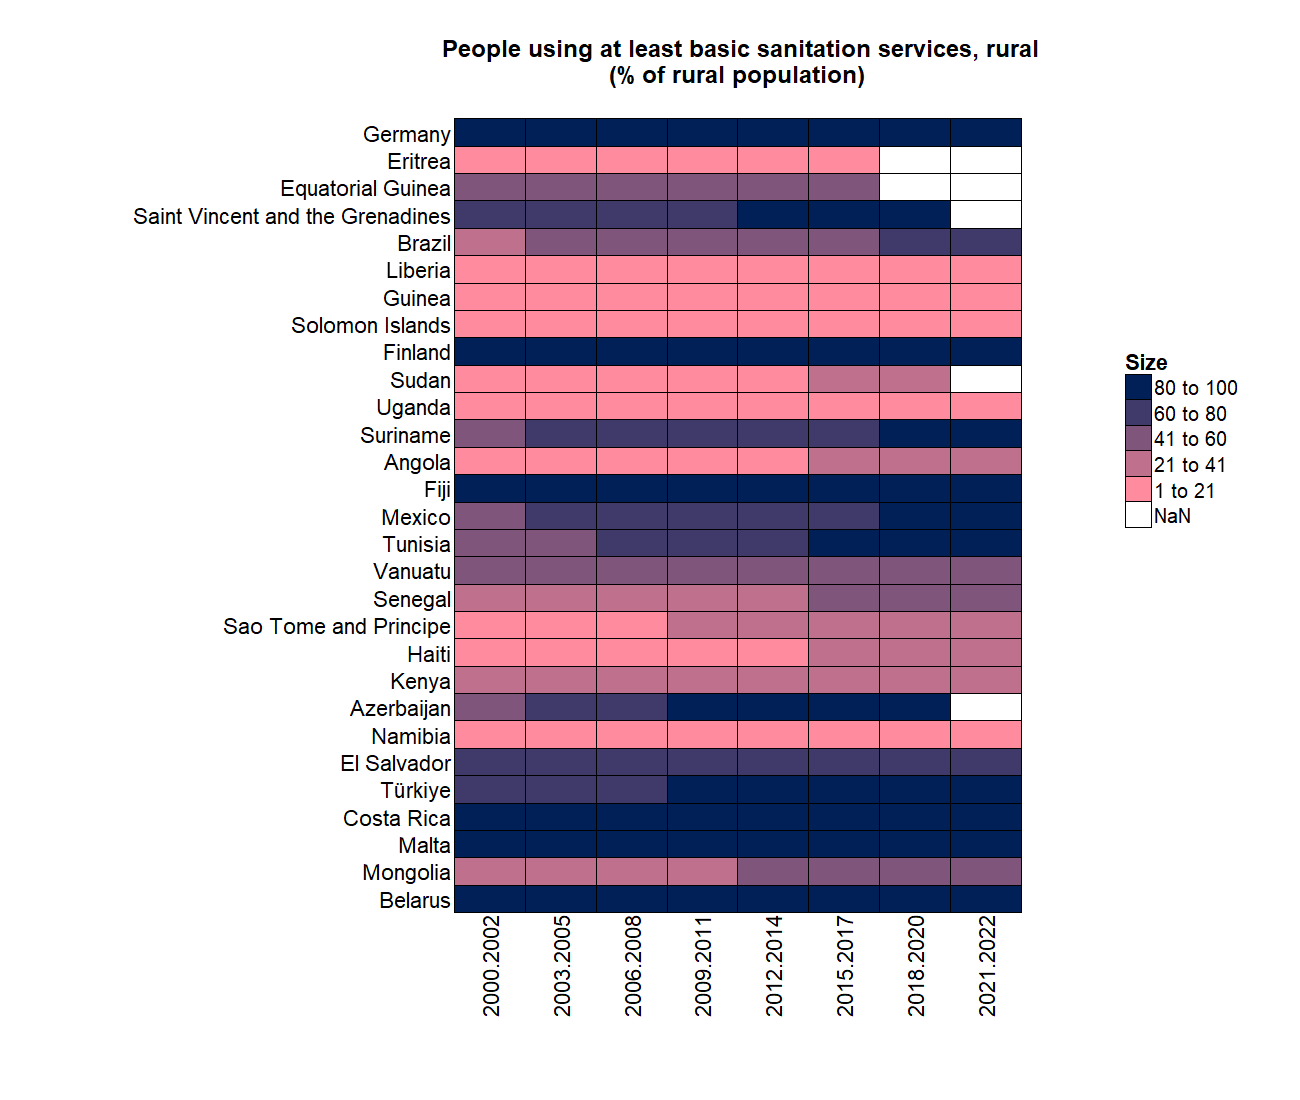 People using at least basic sanitation services, rural
(% of rural population)
Germany
Eritrea
Equatorial Guinea
Saint Vincent and the Grenadines
Brazil
Liberia
Guinea
Solomon Islands
Finland
Sudan
Uganda
Suriname
Angola
Fiji
Mexico
Tunisia
Vanuatu
Senegal
Sao Tome and Principe
Haiti
Kenya
Azerbaijan
Namibia
El Salvador
Türkiye
Costa Rica
Malta
Mongolia
Belarus
2000.2002
2003.2005
2006.2008
2009.2011
2012.2014
2015.2017
2018.2020
2021.2022
Size
80 to 100
60 to 80
41 to 60
21 to 41
1 to 21
NaN